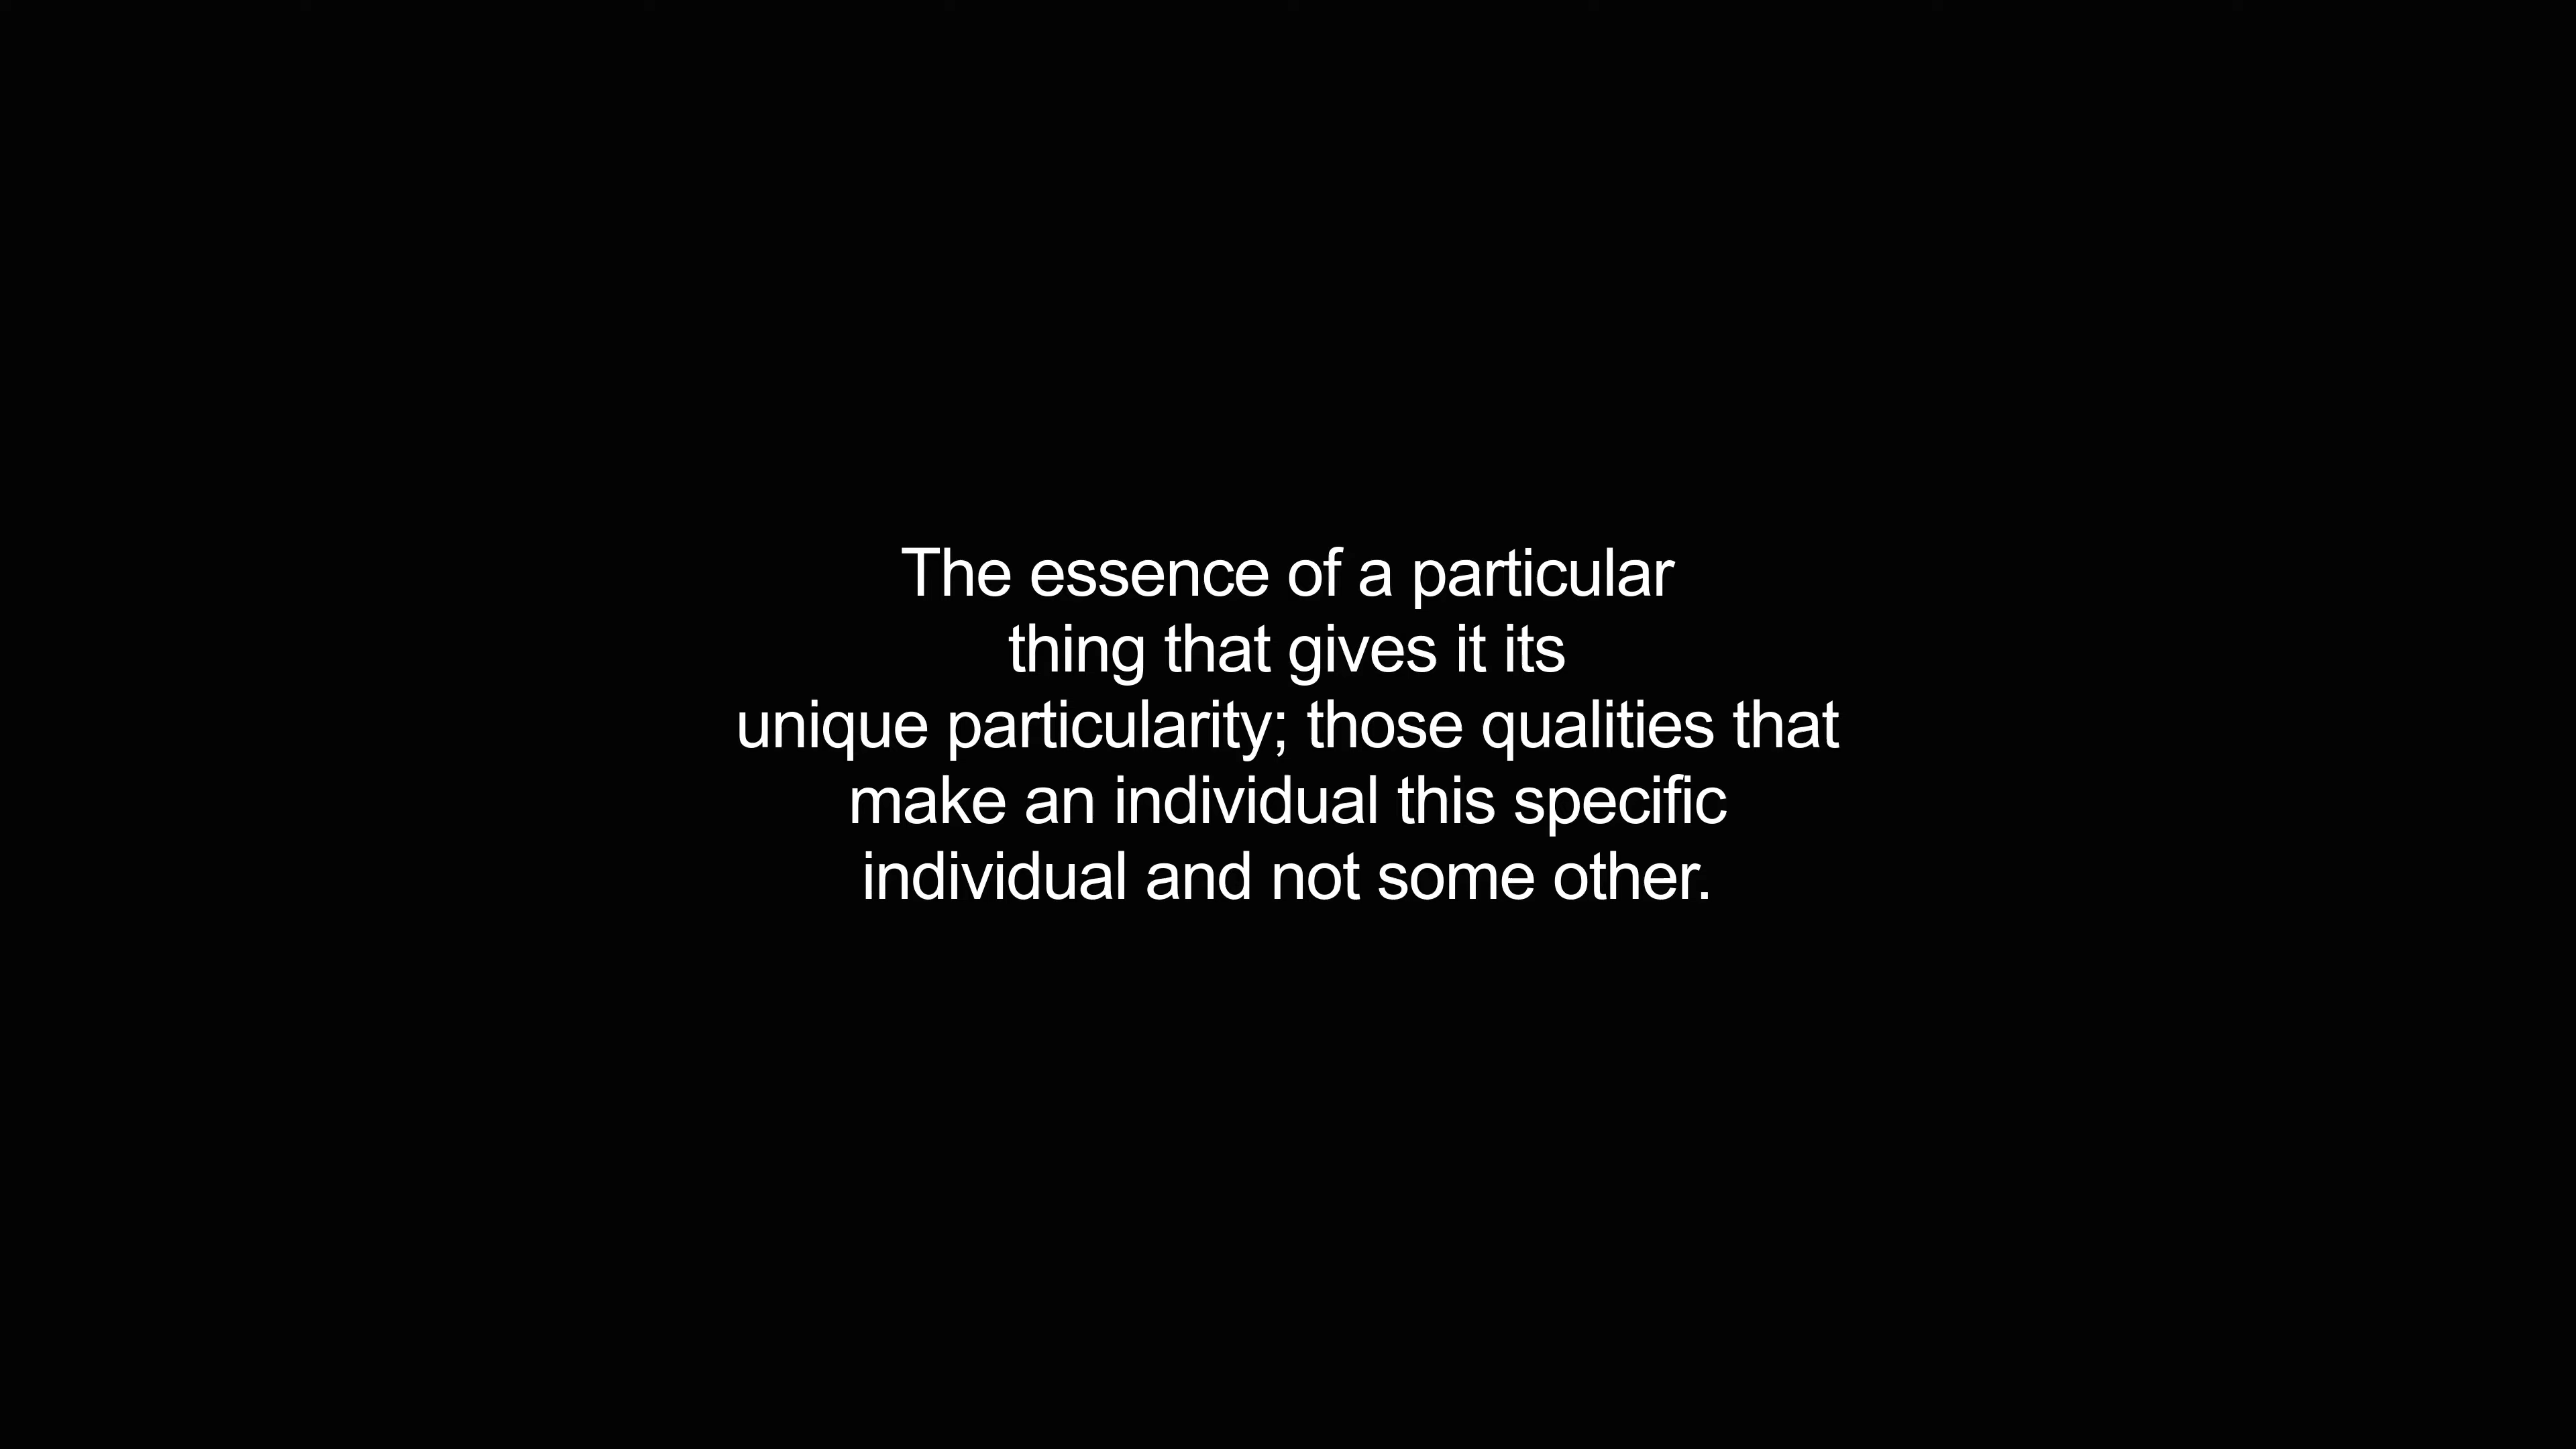 The essence of a particular
thing that gives it its
unique particularity; those qualities that
make an individual this specific
individual and not some other.